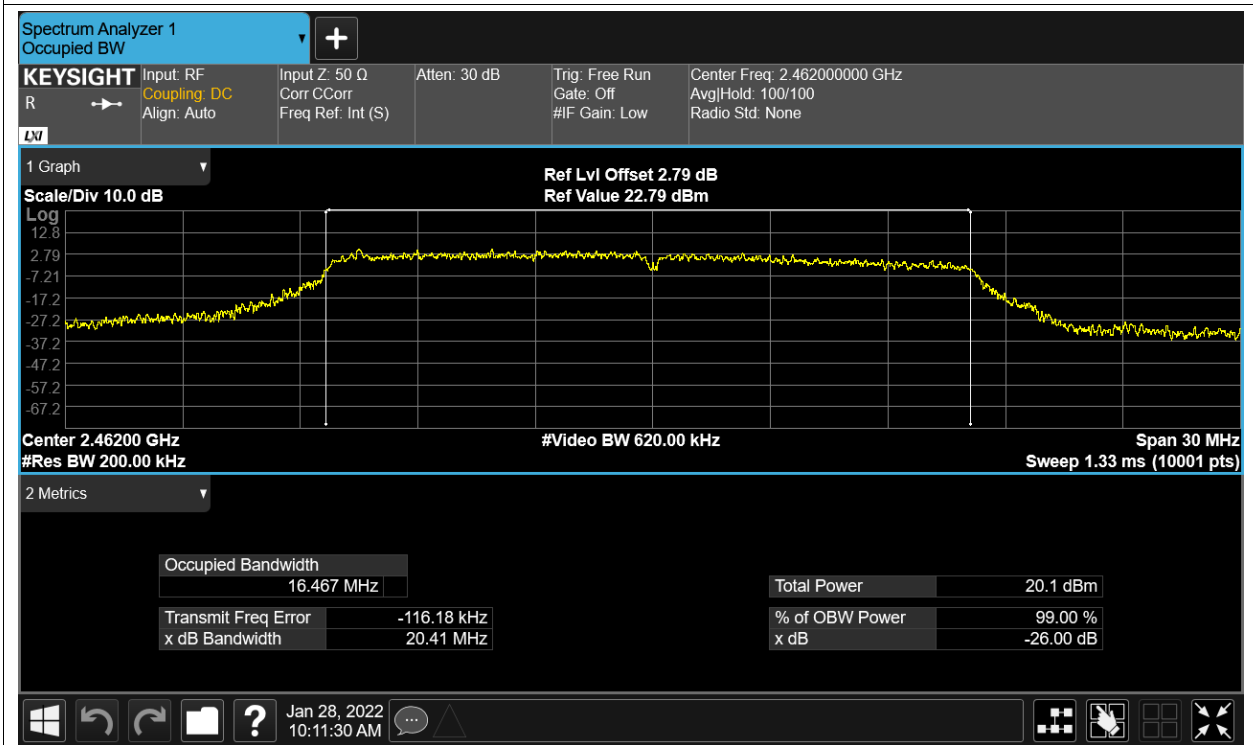 Spectrum Analyzer 1
Occupied BW
KEYSIGHT
R
LXI
Input: RF
Coupling: DC
Align: Auto
Input Z: 50 Ω
Corr CCorr
Freq Ref: Int (S)
Atten: 30 dB
Trig: Free Run
Gate: Off
#IF Gain: Low
Center Freq: 2.462000000 GHz
Avg|Hold: 100/100
Radio Std: None
1 Graph
Scale/Div 10.0 dB
Ref Lvl Offset 2.79 dB
Ref Value 22.79 dBm
Log
12.8
2.79
-7.21
-17.2
-27.2
-37.2
-47.2
-57.2
-67.2
Center 2.46200 GHz
#Video BW 620.00 kHz
Span 30 MHz
#Res BW 200.00 kHz
Sweep 1.33 ms (10001 pts)
2 Metrics
Occupied Bandwidth
16.467 MHz
Transmit Freq Error -116.18 kHz
x dB Bandwidth 20.41 MHz
Total Power 20.1 dBm
% of OBW Power 99.00 %
x dB -26.00 dB
?
Jan 28, 2022
10:11:30 AM